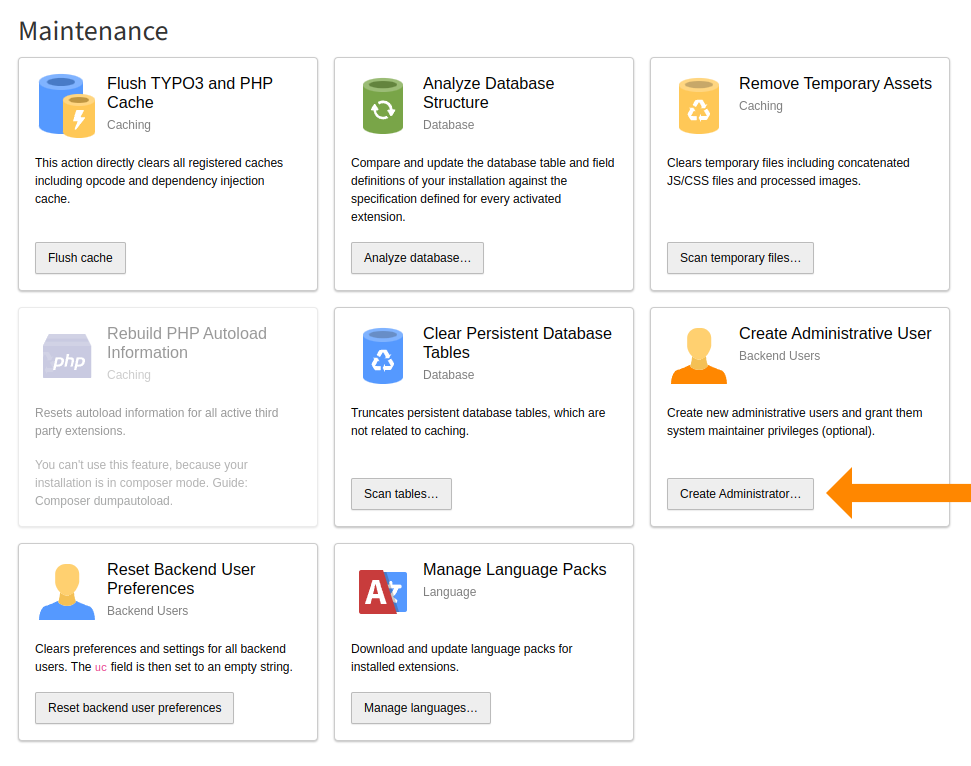 Maintenance
Flush TYPO3 and PHP
Cache
Caching
This action directly clears all registered caches
including opcode and dependency injection
cache.
Flush cache
Analyze Database
Structure
Database
Compare and update the database table and field
definitions of your installation against the
specification defined for every activated
extension.
Analyze database…
Remove Temporary Assets
Caching
Clears temporary files including concatenated
JS/CSS files and processed images.
Scan temporary files…
php
Rebuild PHP Autoload
Information
Caching
Resets autoload information for all active third
party extensions.
You can't use this feature, because your
installation is in composer mode. Guide:
Composer dumpautoload.
Clear Persistent Database
Tables
Database
Truncates persistent database tables, which are
not related to caching.
Scan tables…
Create Administrative User
Backend Users
Create new administrative users and grant them
system maintainer privileges (optional).
Create Administrator…
Reset Backend User
Preferences
Backend Users
Clears preferences and settings for all backend
users. The uc field is then set to an empty string.
Reset backend user preferences
A
Manage Language Packs
Language
Download and update language packs for
installed extensions.
Manage languages…